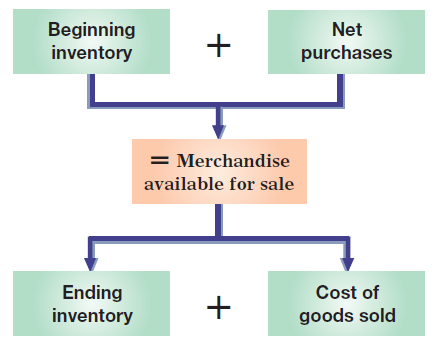 Beginning
inventory
+
Net
purchases
= Merchandise
available for sale
Ending
inventory
+
Cost of
goods sold